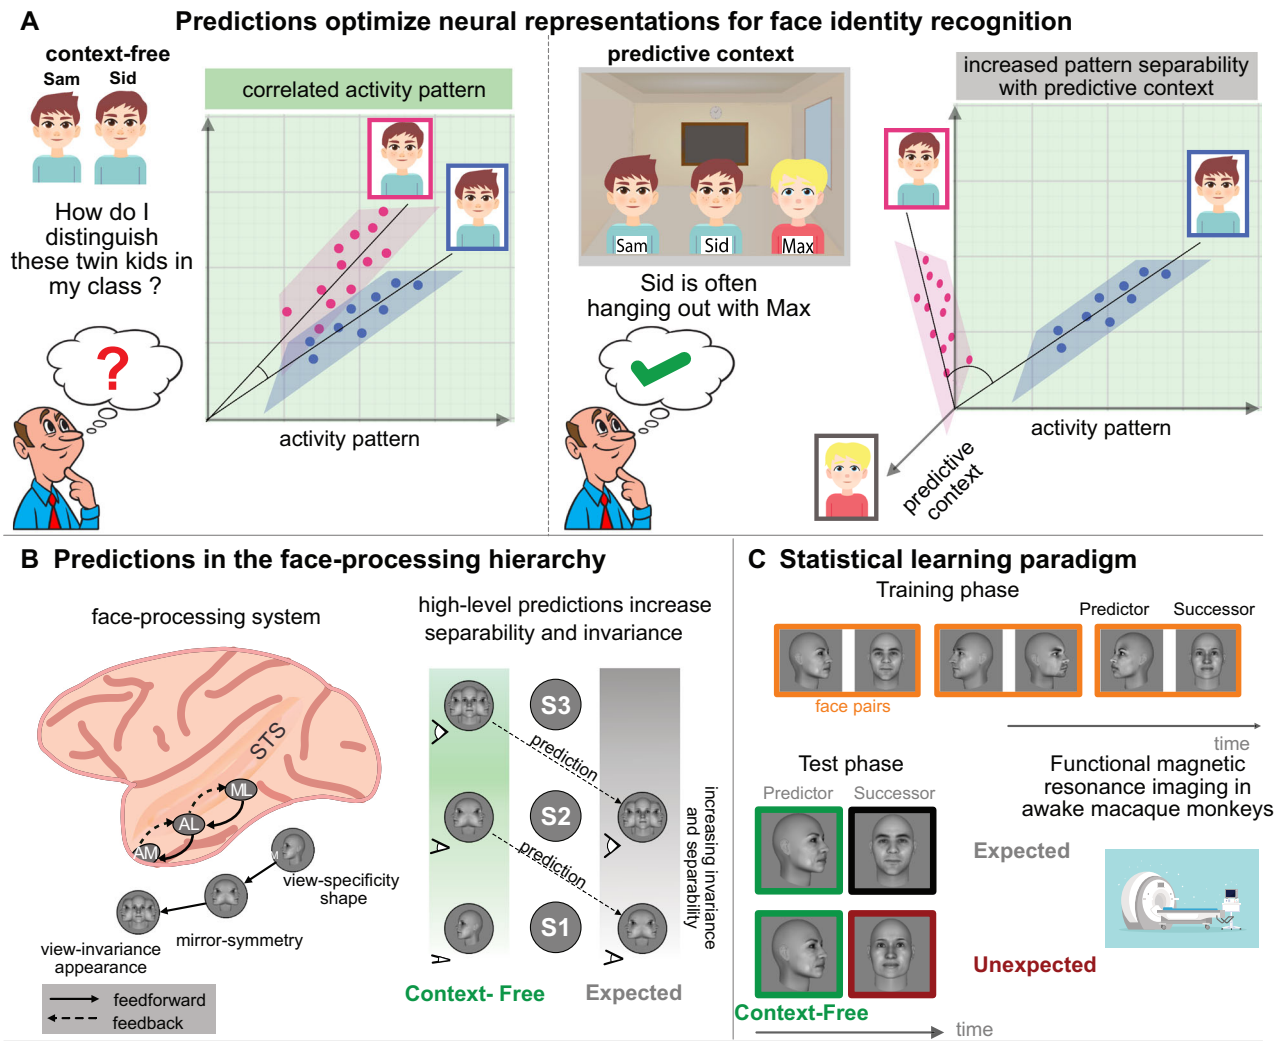 A Predictions optimize neural representations for face identity recognition
context-free
Sam Sid
How do I
distinguish
these twin kids in
my class ?
?
correlated activity pattern
activity pattern
predictive context
Sam
Sid
Max
Sid is often
hanging out with Max
increased pattern separability
with predictive context
activity pattern
predictive
context
B Predictions in the face-processing hierarchy
face-processing system
STS
ML
AL
AM
view-specificity
shape
mirror-symmetry
view-invariance
appearance
feedforward
feedback
high-level predictions increase
separability and invariance
S3
prediction
S2
prediction
S1
increasing invariance
and separability
Context- Free
Expected
C Statistical learning paradigm
Training phase
Predictor Successor
face pairs
time
Test phase
Predictor Successor
Functional magnetic
resonance imaging in
awake macaque monkeys
Expected
Unexpected
Context-Free
time